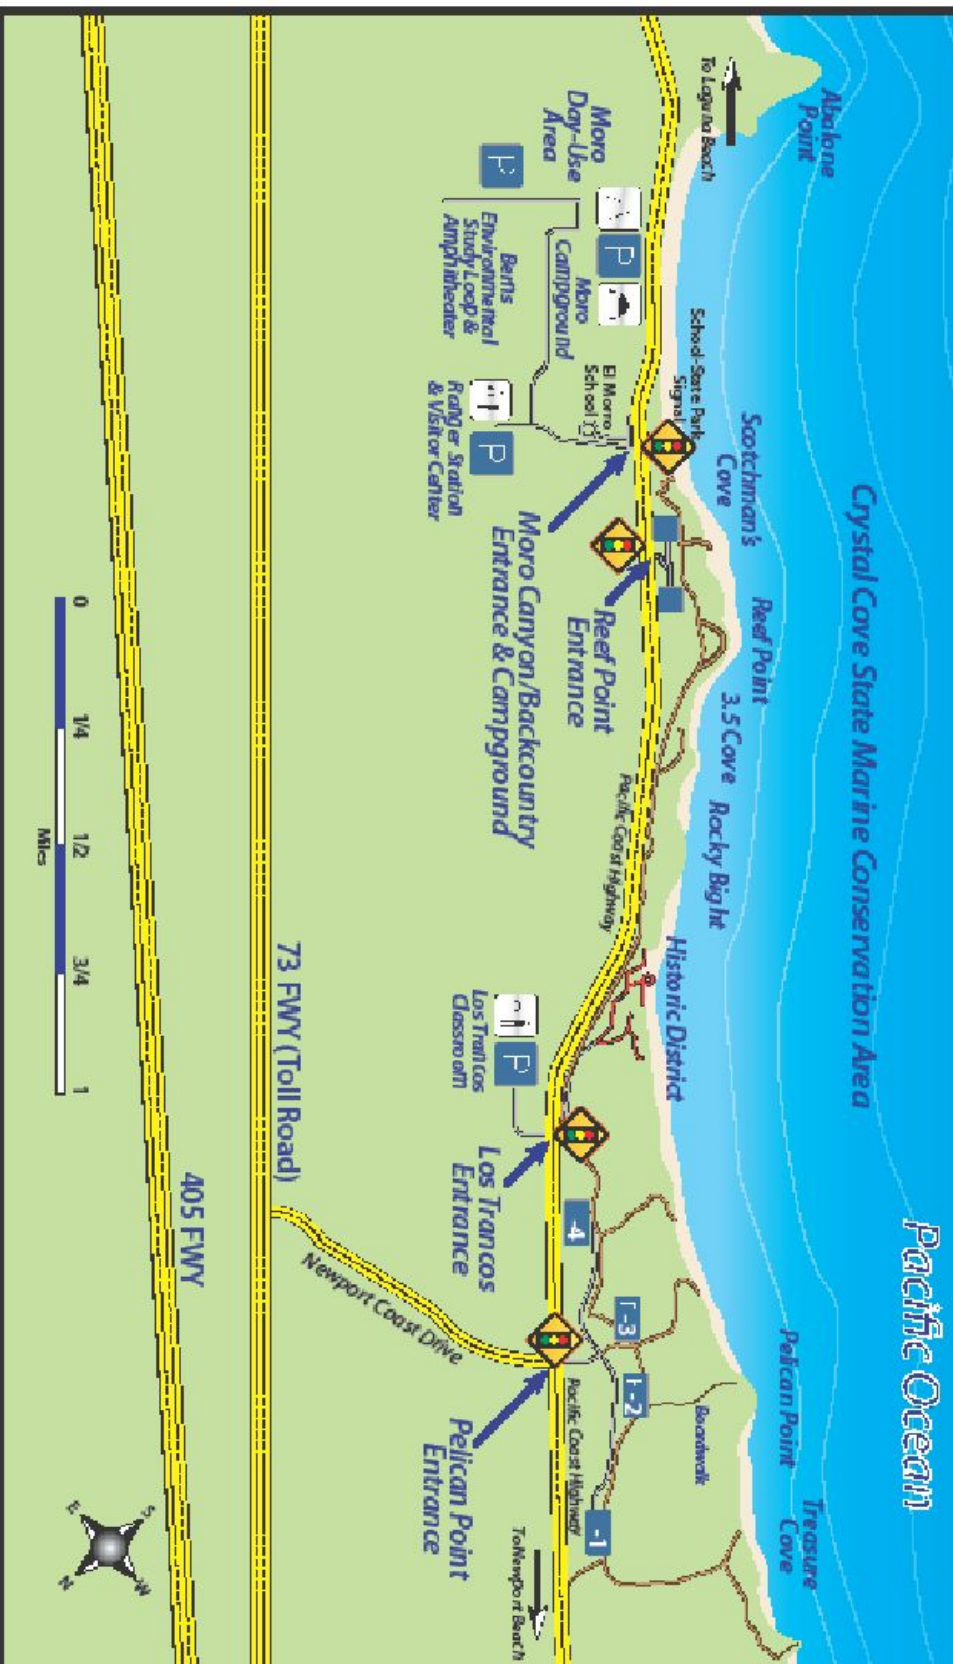 Pacific Ocean
Crystal Cove State Marine Conservation Area
Abalone
Point
To Laguna Beach
Scotchman's
Cove
Reef Point
3.5 Cove
Rocky Bight
Historic District
Pelican Point
Treasure
Cove
Boardwalk
School-State Park
Signal
El Morro
School
Moro
Day-Use
Area
P
P
Moro
Campground
Berns
Environmental
Study Loop &
Amphitheater
P
Ranger Station
& Visitor Center
Moro Canyon/Backcountry
Entrance & Campground
Reef Point
Entrance
Pacific Coast Highway
P
Los Trancos
Classroom
Los Trancos
Entrance
-4
-3
-2
-1
Pacific Coast Highway
Pelican Point
Entrance
To Newport Beach
Newport Coast Drive
73 FWY (Toll Road)
405 FWY
0 1/4 1/2 3/4 1
Miles
S
W
N
E